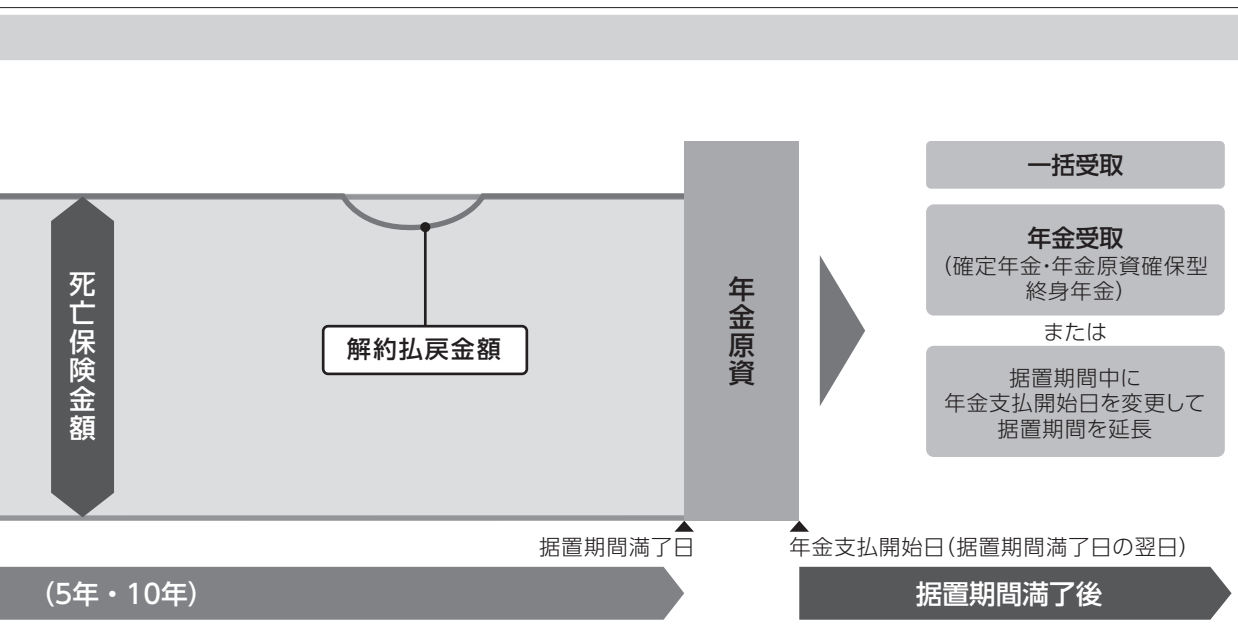 一括受取
年金受取
（確定年金・年金原資確保型
終身年金）
または
据置期間中に
年金支払開始日を変更して
据置期間を延長
死亡保険金額
解約払戻金額
年金原資
据置期間満了日
年金支払開始日（据置期間満了日の翌日）
（5年・10年）
据置期間満了後